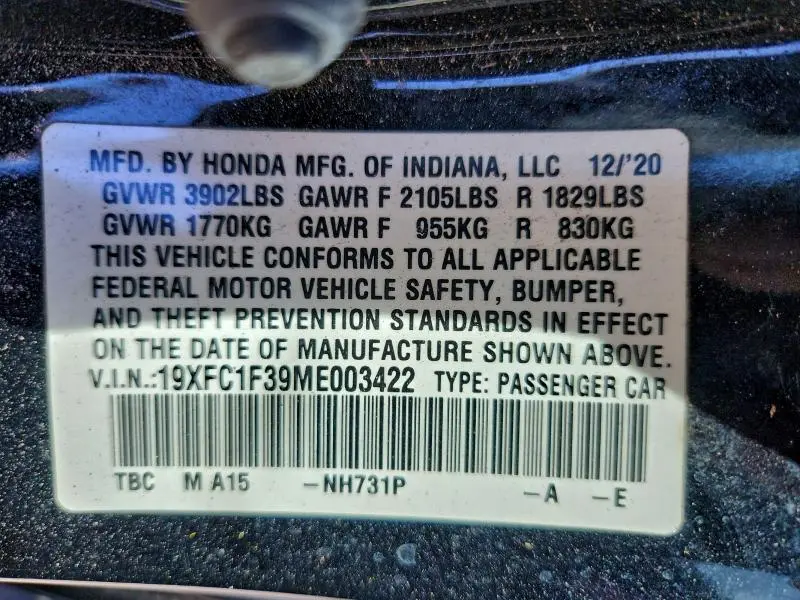 MFD. BY HONDA MFG. OF INDIANA, LLC 12/'20
GVWR 3902LBS GAWR F 2105LBS R 1829LBS
GVWR 1770KG GAWR F 955KG R 830KG
THIS VEHICLE CONFORMS TO ALL APPLICABLE
FEDERAL MOTOR VEHICLE SAFETY, BUMPER,
AND THEFT PREVENTION STANDARDS IN EFFECT
ON THE DATE OF MANUFACTURE SHOWN ABOVE.
V.I.N.:19XFC1F39ME003422 TYPE: PASSENGER CAR
TBC M A15 -NH731P -A -E